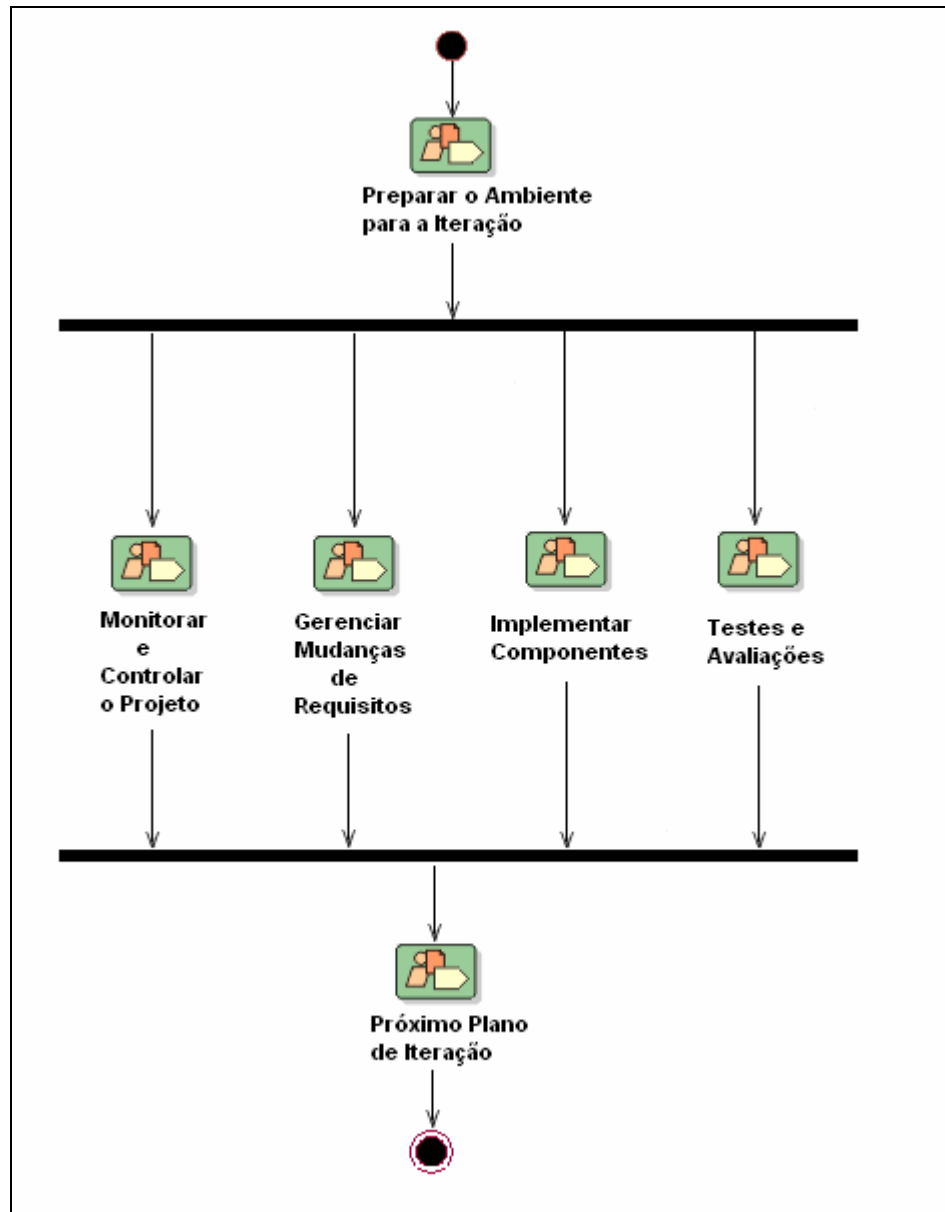 Preparar o Ambiente
para a Iteração
Monitorar
e
Controlar
o Projeto
Gerenciar
Mudanças
de
Requisitos
Implementar
Componentes
Testes e
Avaliações
Próximo Plano
de Iteração